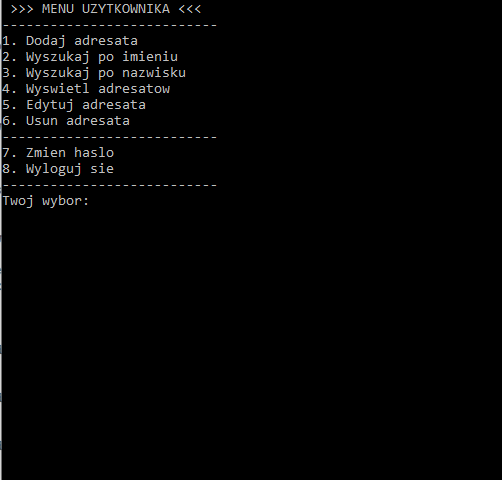 >>> MENU UZYTKOWNIKA <<<
---------------------------
1. Dodaj adresata
2. Wyszukaj po imieniu
3. Wyszukaj po nazwisku
4. Wyswietl adresatow
5. Edytuj adresata
6. Usun adresata
---------------------------
7. Zmien haslo
8. Wyloguj sie
---------------------------
Twoj wybor: